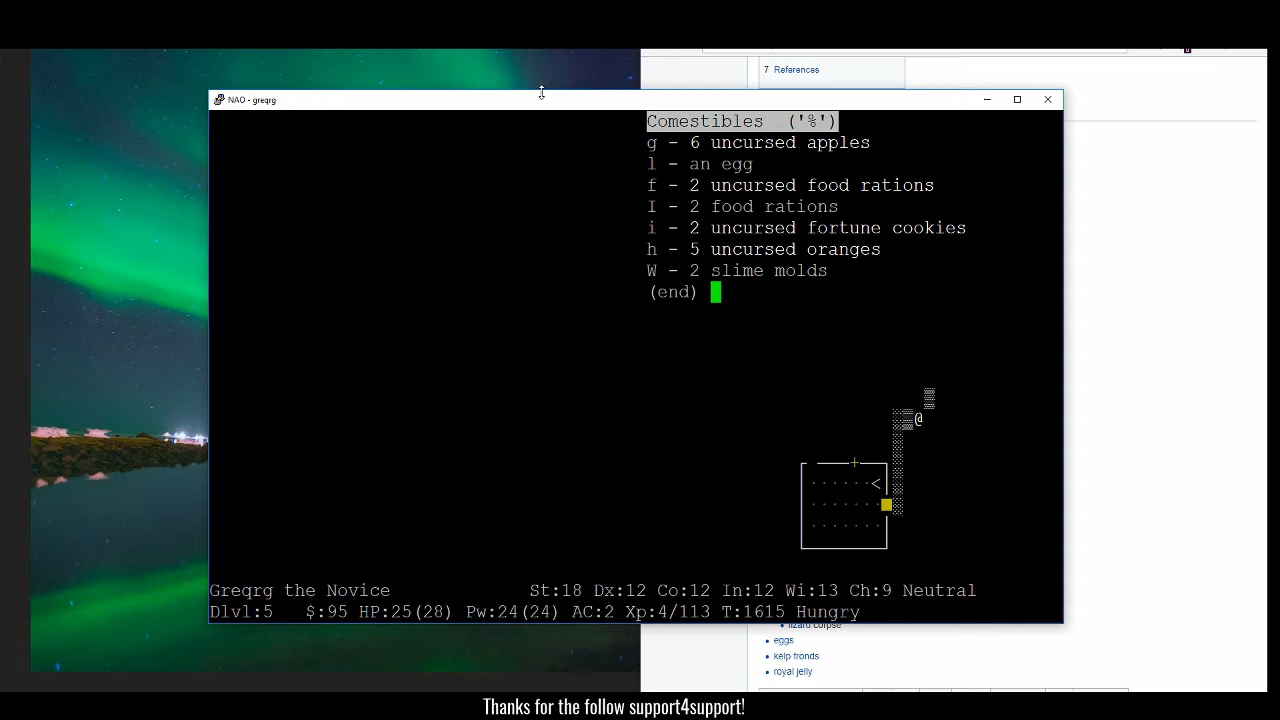 7 References
NAO - greqrg
Comestibles ('%')
g - 6 uncursed apples
l - an egg
f - 2 uncursed food rations
I - 2 food rations
i - 2 uncursed fortune cookies
h - 5 uncursed oranges
W - 2 slime molds
(end)
@
+
. . . . . . <
. . . . . . .
. . . . . . .
Greqrg the Novice St:18 Dx:12 Co:12 In:12 Wi:13 Ch:9 Neutral
Dlvl:5 $:95 HP:25(28) Pw:24(24) AC:2 Xp:4/113 T:1615 Hungry
lizard corpse
eggs
kelp fronds
royal jelly
Thanks for the follow support4support!